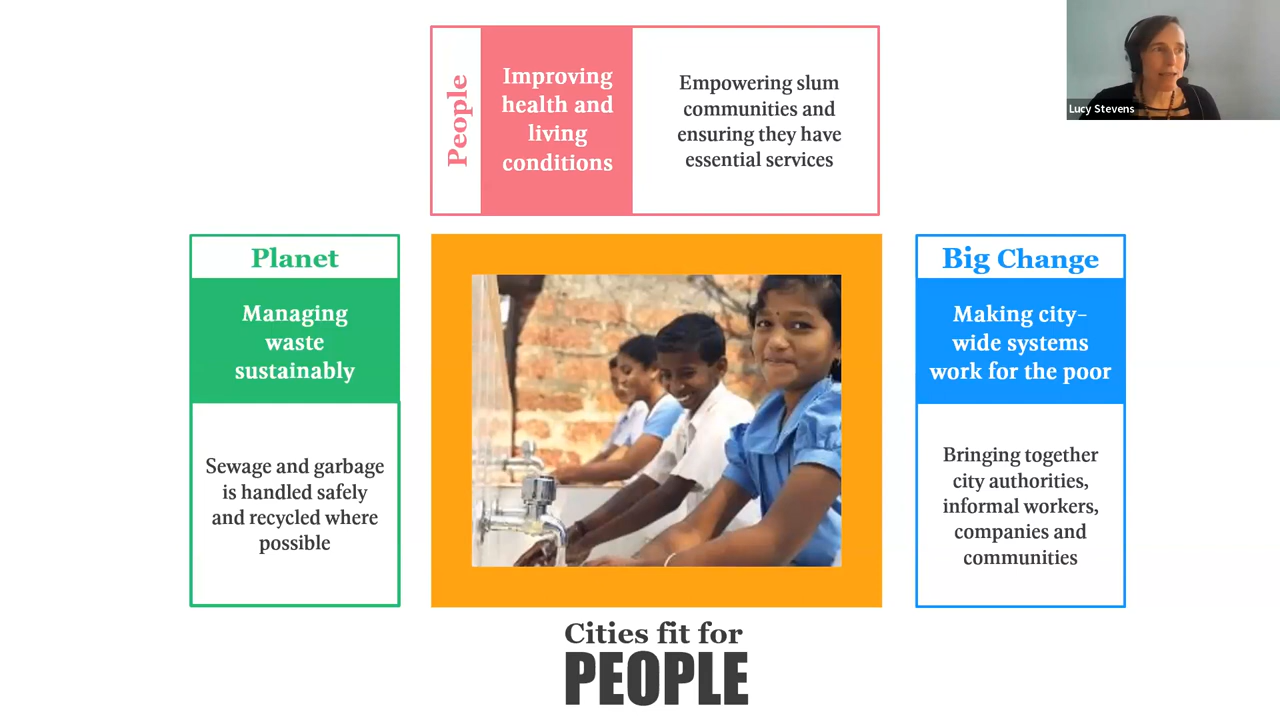 People
Improving
health and
living
conditions
Empowering slum
communities and
ensuring they have
essential services
Lucy Stevens
Planet
Managing
waste
sustainably
Sewage and garbage
is handled safely
and recycled where
possible
Big Change
Making city-
wide systems
work for the poor
Bringing together
city authorities,
informal workers,
companies and
communities
Cities fit for
PEOPLE